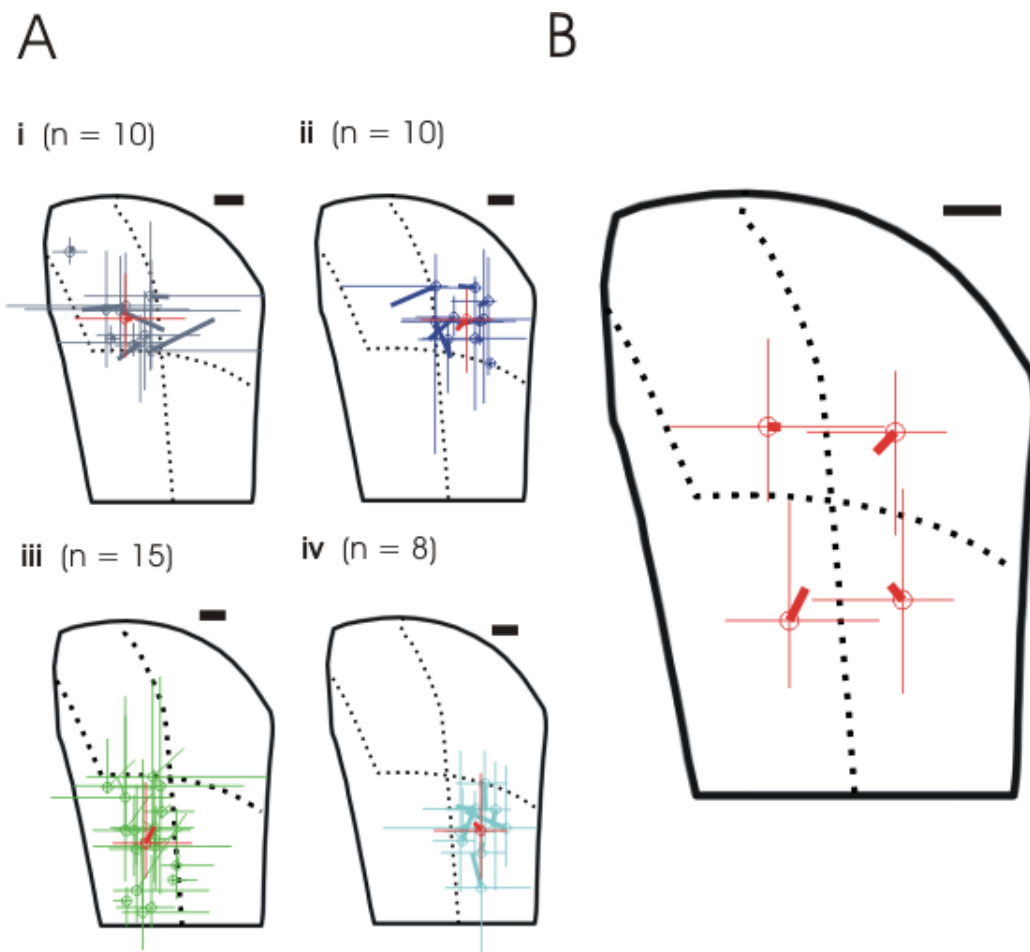 A
B
i (n = 10)
ii (n = 10)
iii (n = 15)
iv (n = 8)